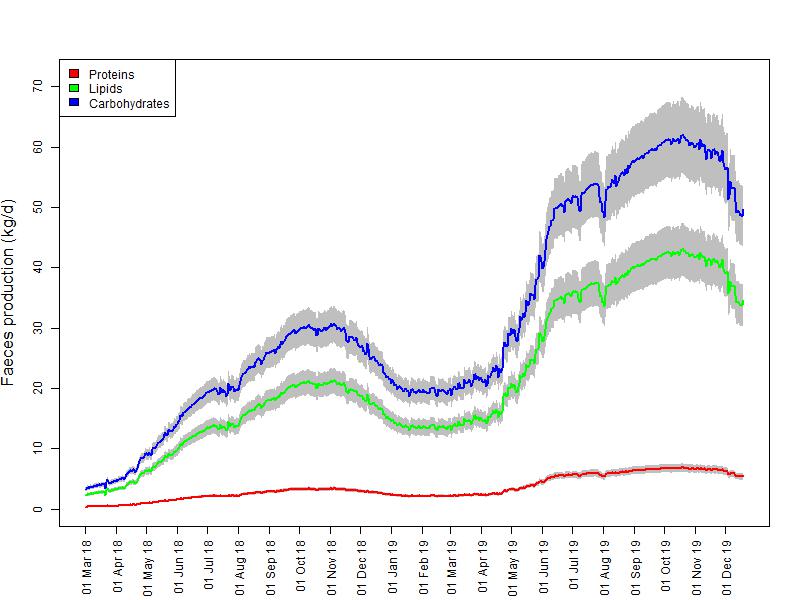 Proteins
Lipids
Carbohydrates
Faeces production (kg/d)
70
60
50
40
30
20
10
0
01 Mar 18
01 Apr 18
01 May 18
01 Jun 18
01 Jul 18
01 Aug 18
01 Sep 18
01 Oct 18
01 Nov 18
01 Dec 18
01 Jan 19
01 Feb 19
01 Mar 19
01 Apr 19
01 May 19
01 Jun 19
01 Jul 19
01 Aug 19
01 Sep 19
01 Oct 19
01 Nov 19
01 Dec 19